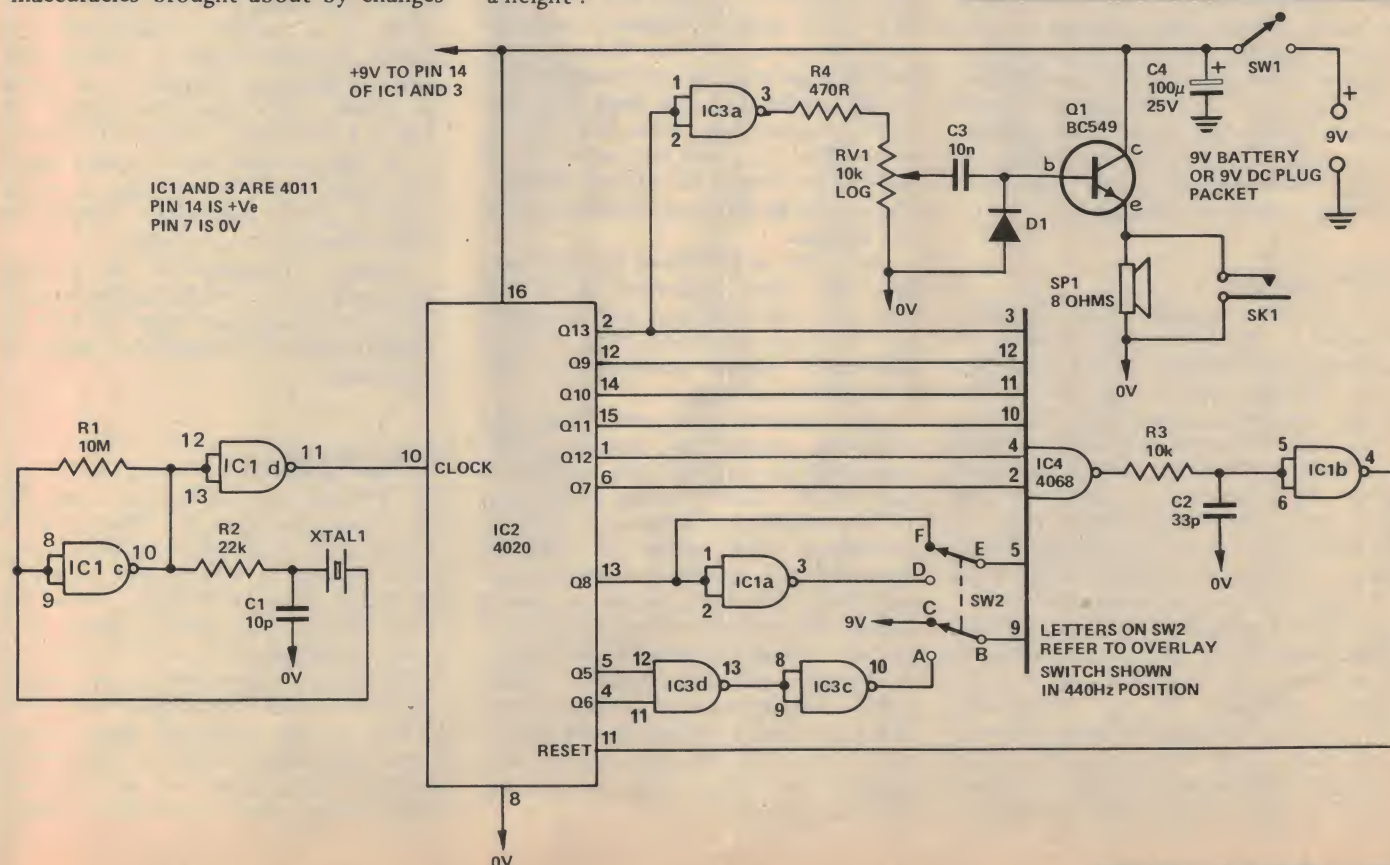 inaccuracies brought about by changes
a height .
+9V TO PIN 14
OF IC1 AND 3
IC1 AND 3 ARE 4011
PIN 14 IS +Ve
PIN 7 IS 0V
1
2
IC3a
3
R4
470R
RV1
10k
LOG
0V
C3
10n
D1
Q1
BC549
b
c
e
C4
100μ
25V
+
SW1
+
9V
9V BATTERY
OR 9V DC PLUG
PACKET
SP1
8 OHMS
SK1
0V
R1
10M
12
13
IC1 d
11
8
9
IC1 c
10
R2
22k
C1
10p
0V
XTAL1
16
10
CLOCK
IC2
4020
Q13
2
Q9
12
Q10
14
Q11
15
Q12
1
Q7
6
Q8
13
Q5
5
Q6
4
RESET
11
8
0V
1
2
IC1a
3
12
11
IC3d
13
8
9
IC3c
10
F
E
D
SW2
9V
C
B
A
3
12
11
10
4
2
5
9
IC4
4068
R3
10k
C2
33p
0V
5
6
IC1b
4
LETTERS ON SW2
REFER TO OVERLAY
SWITCH SHOWN
IN 440Hz POSITION